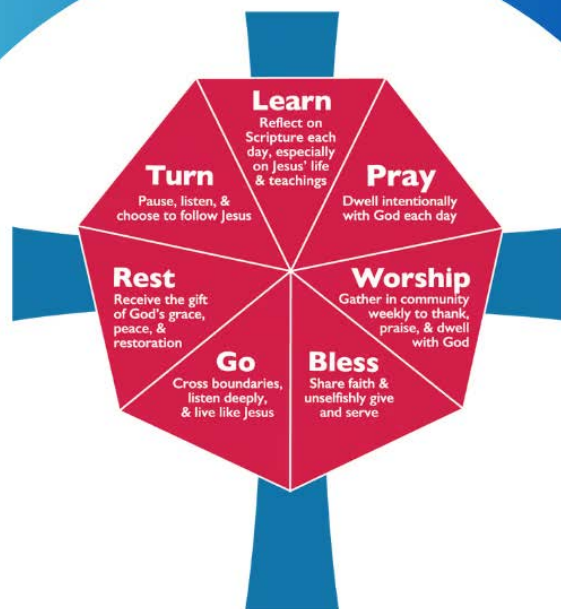 Learn
Reflect on
Scripture each
day, especially
on Jesus' life
& teachings
Pray
Dwell intentionally
with God each day
Worship
Gather in community
weekly to thank,
praise, & dwell
with God
Bless
Share faith &
unselfishly give
and serve
Go
Cross boundaries,
listen deeply,
& live like Jesus
Rest
Receive the gift
of God's grace,
peace, &
restoration
Turn
Pause, listen, &
choose to follow Jesus